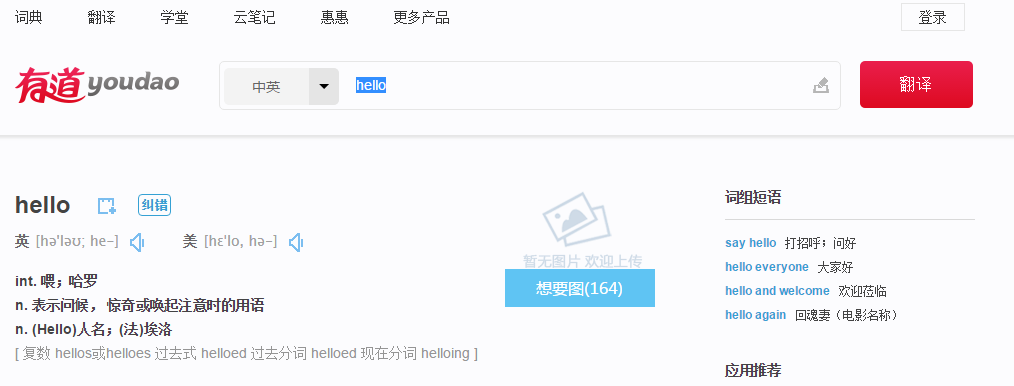 词典 翻译 学堂 云笔记 惠惠 更多产品 登录
有道 youdao 中英 hello 翻译
hello 纠错
英 [hə'ləʊ; he-] 美 [hɛ'lo, hə-]
int. 喂；哈罗
n. 表示问候， 惊奇或唤起注意时的用语
n. (Hello)人名；(法)埃洛
[ 复数 hellos或helloes 过去式 helloed 过去分词 helloed 现在分词 helloing ]
暂无图片 欢迎上传
想要图(164)
词组短语
say hello 打招呼；问好
hello everyone 大家好
hello and welcome 欢迎莅临
hello again 回魂妻（电影名称）
应用推荐